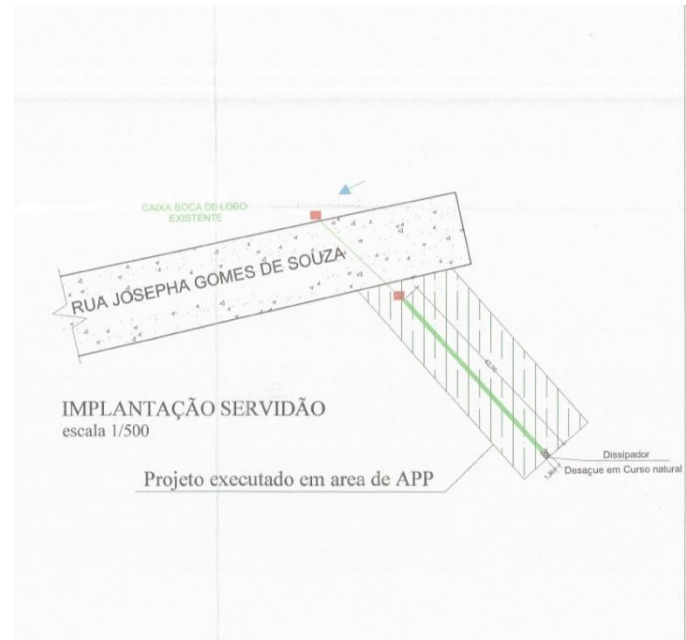 CAIXA BOCA DE LOBO
EXISTENTE
RUA JOSEPHA GOMES DE SOUZA
IMPLANTAÇÃO SERVIDÃO
escala 1/500
Projeto executado em area de APP
Dissipador
Desague em Curso natural